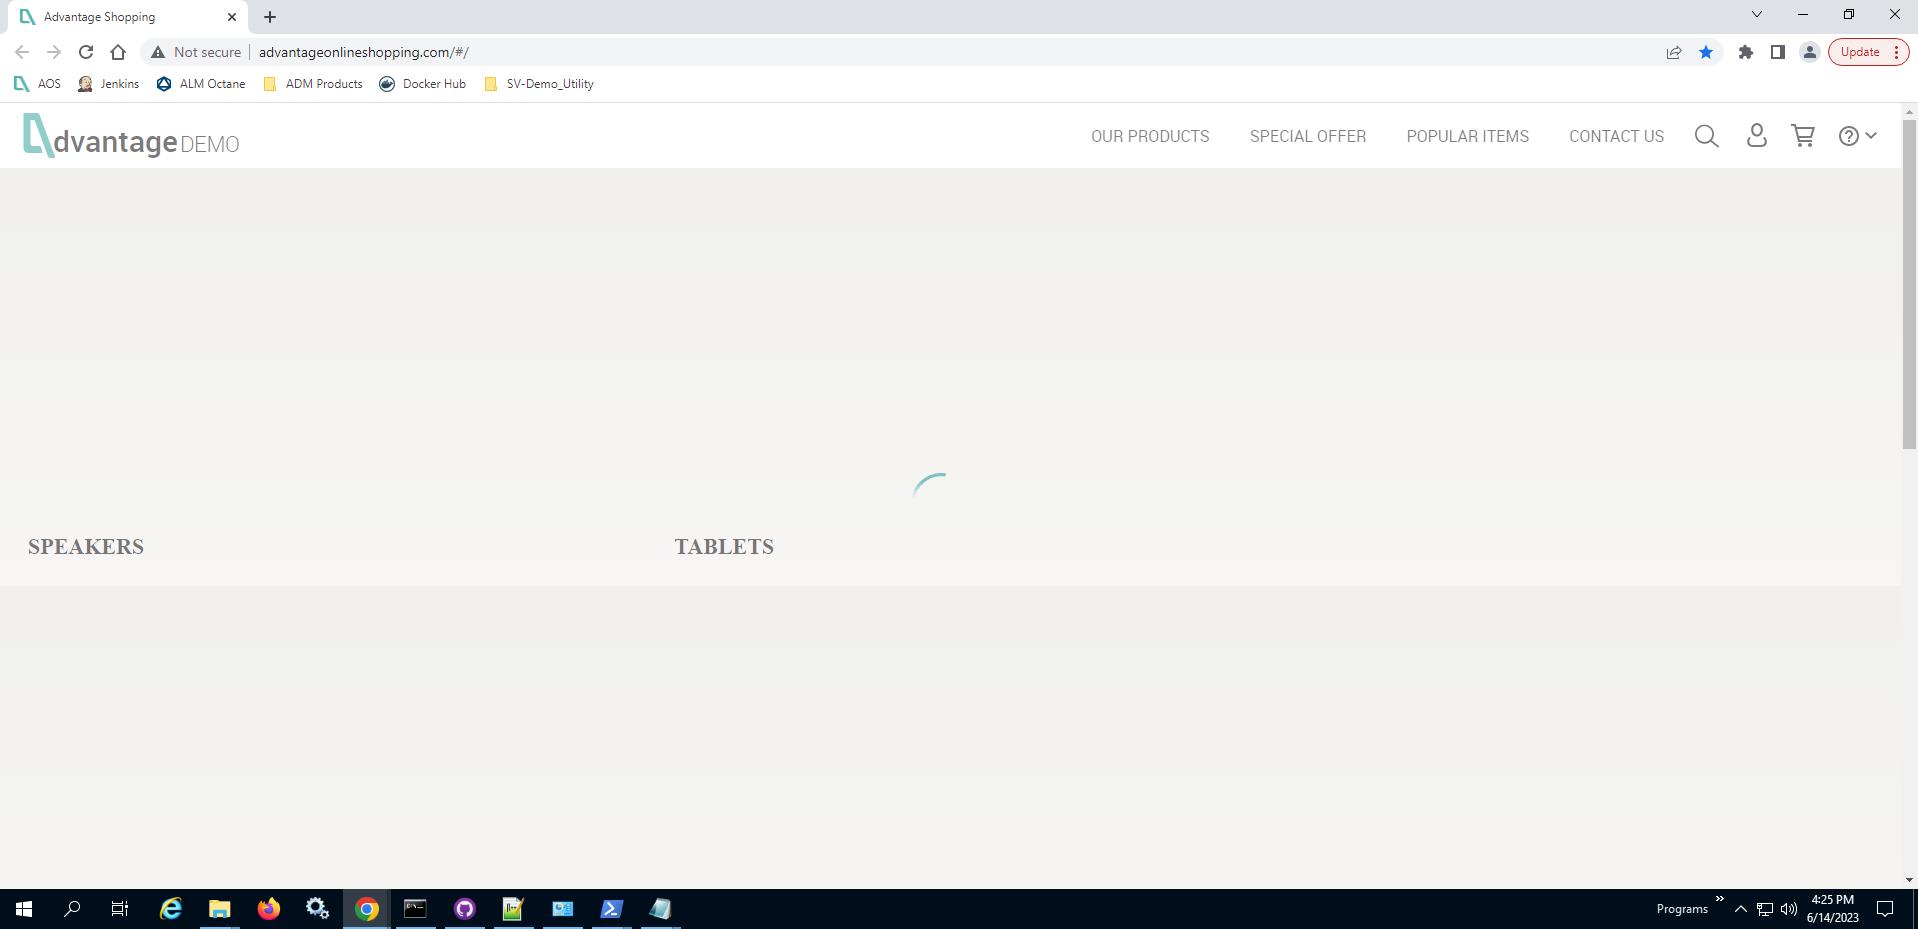 Advantage Shopping
Not secure advantageonlineshopping.com/#/
Update
AOS Jenkins ALM Octane ADM Products Docker Hub SV-Demo_Utility
dvantage DEMO
OUR PRODUCTS SPECIAL OFFER POPULAR ITEMS CONTACT US
SPEAKERS TABLETS
Programs
4:25 PM
6/14/2023